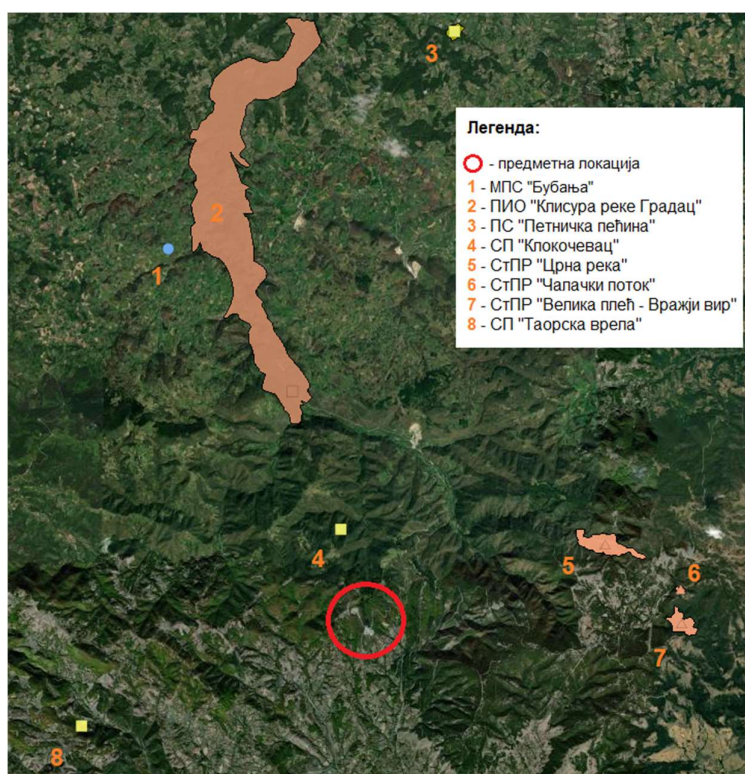 3
Легенда:
- предметна локација
1 - МПС "Бубања"
2 - ПИО "Клисура реке Градац"
3 - ПС "Петничка пећина"
4 - СП "Клокочевац"
5 - СтПР "Црна река"
6 - СтПР "Чалачки поток"
7 - СтПР "Велика плећ - Вражји вир"
8 - СП "Таорска врела"
2
1
4
5
6
7
8